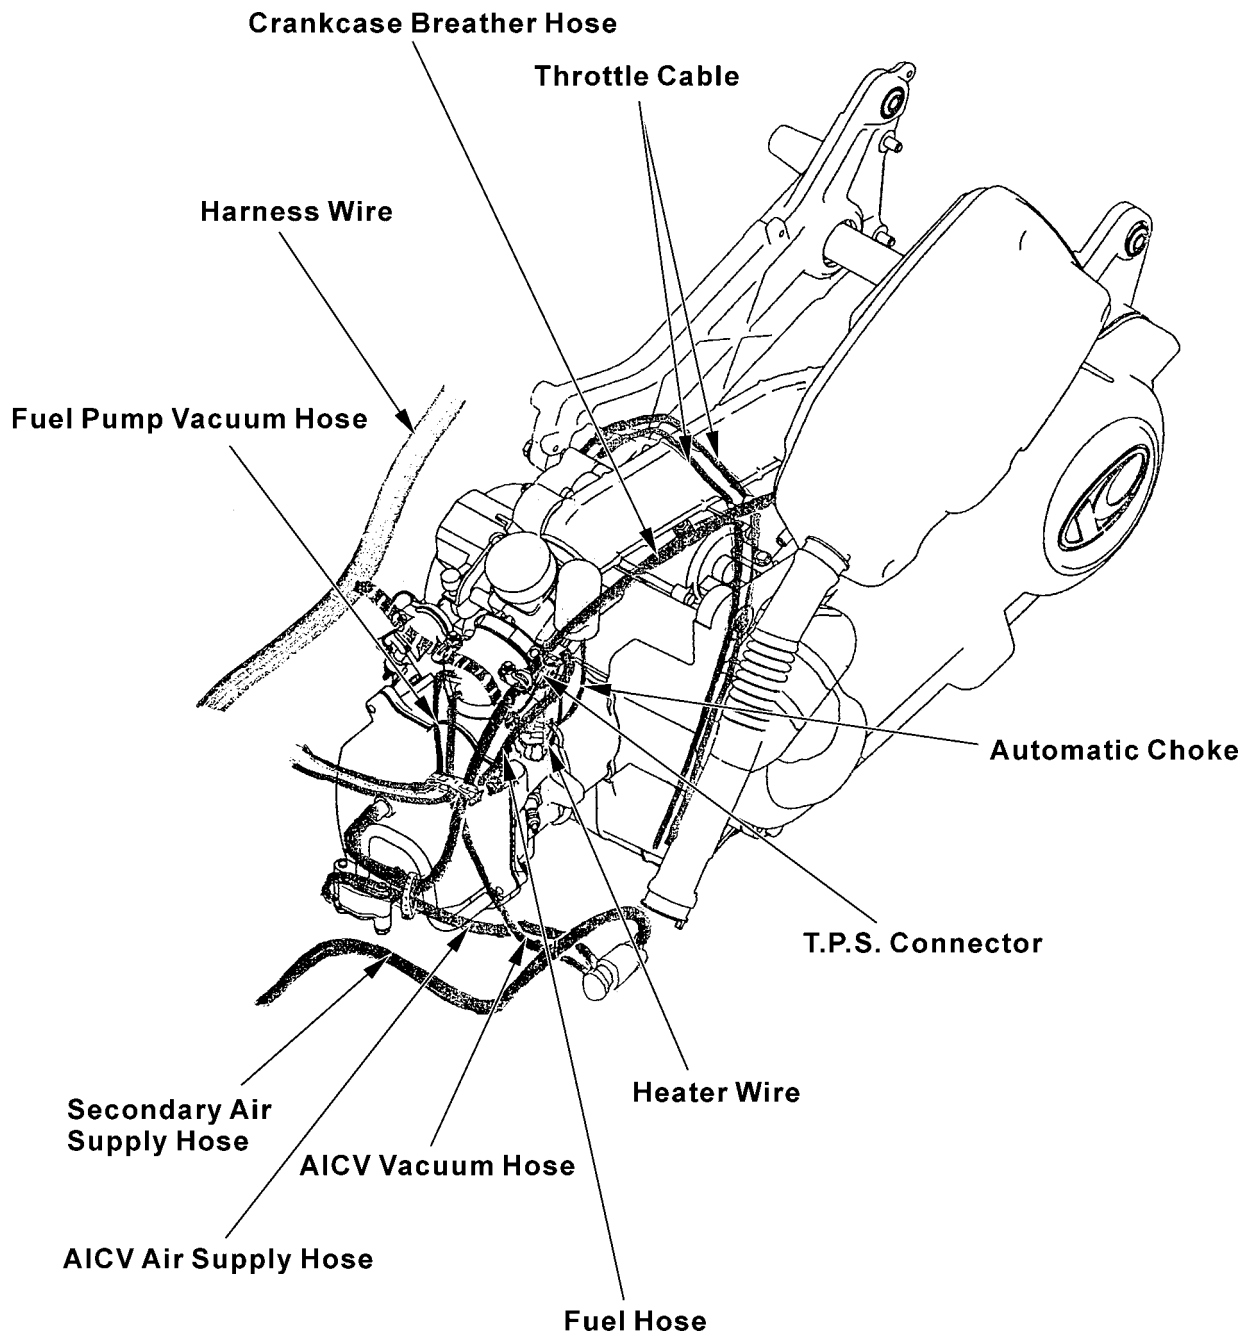 Crankcase Breather Hose
Throttle Cable
Harness Wire
Fuel Pump Vacuum Hose
Automatic Choke
T.P.S. Connector
Heater Wire
Secondary Air
Supply Hose
AICV Vacuum Hose
AICV Air Supply Hose
Fuel Hose